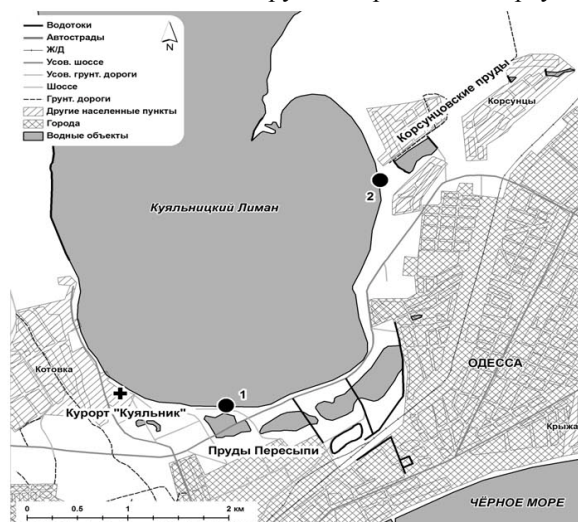 Водотоки
Автострады
Ж/Д
Усов. шоссе
Усов. грунт. дороги
Шоссе
Грунт. дороги
Другие населенные пункты
Города
Водные объекты
N
Корсунцовские пруды
Корсунцы
2
Куяльницкий Лиман
Котовка
1
ОДЕССА
Курорт "Куяльник"
Крыжа
Пруды Пересыпи
0 0.5 1 2 км
ЧЁРНОЕ МОРЕ